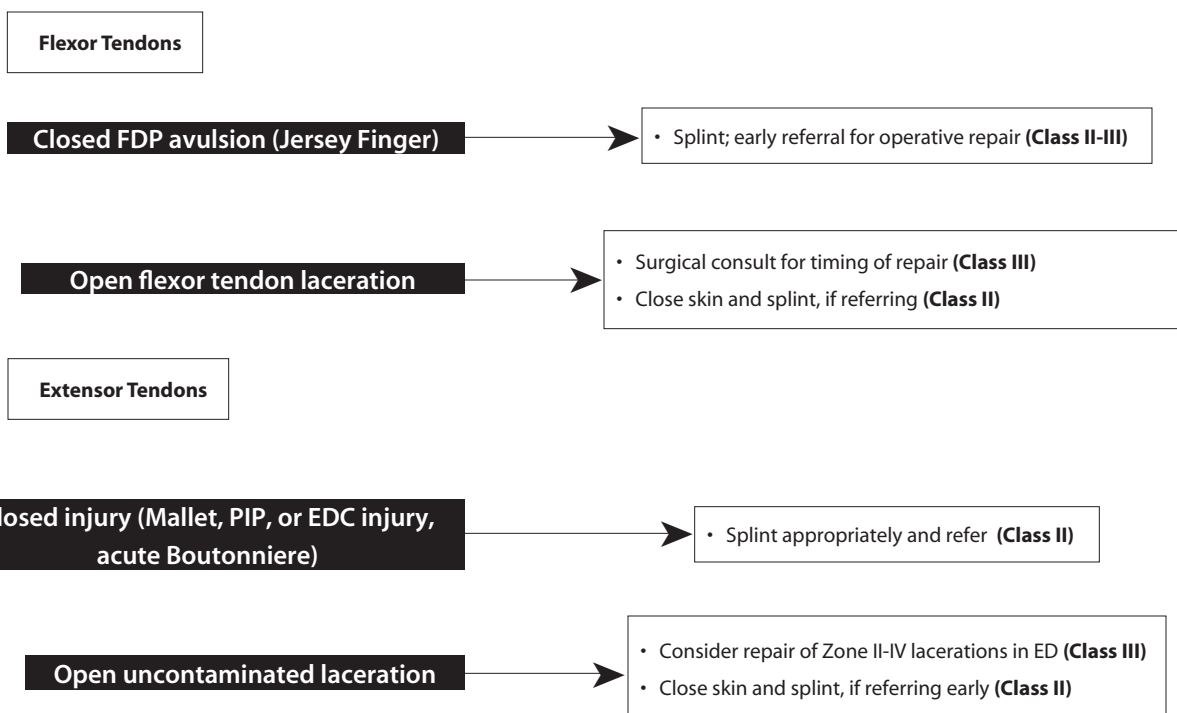 Flexor Tendons
Closed FDP avulsion (Jersey Finger)
• Splint; early referral for operative repair (Class II-III)
Open flexor tendon laceration
• Surgical consult for timing of repair (Class III)
• Close skin and splint, if referring (Class II)
Extensor Tendons
losed injury (Mallet, PIP, or EDC injury,
acute Boutonniere)
• Splint appropriately and refer (Class II)
Open uncontaminated laceration
• Consider repair of Zone II-IV lacerations in ED (Class III)
• Close skin and splint, if referring early (Class II)